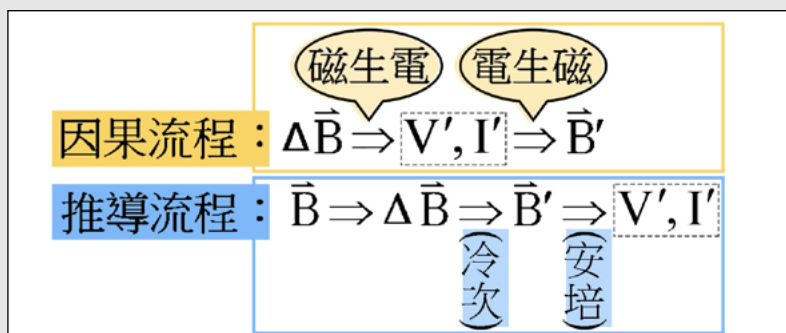 磁生電 電生磁
因果流程：ΔB⃗⇒V′,I′⇒B⃗′
推導流程：B⃗⇒ΔB⃗⇒B⃗′⇒V′,I′
(冷次) (安培)